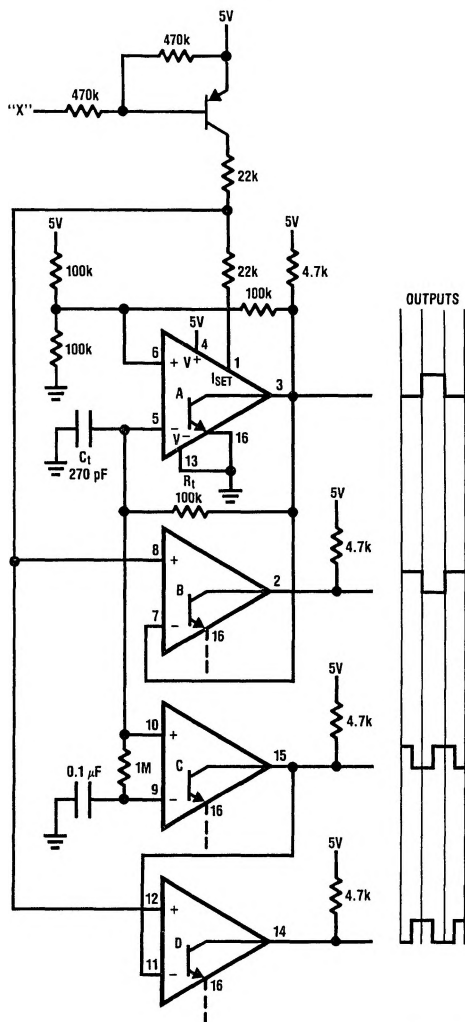 5V
470k
470k
"X"
22k
5V
5V
100k
22k
4.7k
100k
OUTPUTS
5V
100k
6
+
V+
4
1
ISET
3
A
5
−
V−
16
13
Ct
270 pF
Rt
100k
5V
4.7k
8
+
2
B
7
−
16
5V
4.7k
10
+
15
0.1 µF
1M
C
9
−
16
5V
4.7k
12
+
14
D
11
−
16